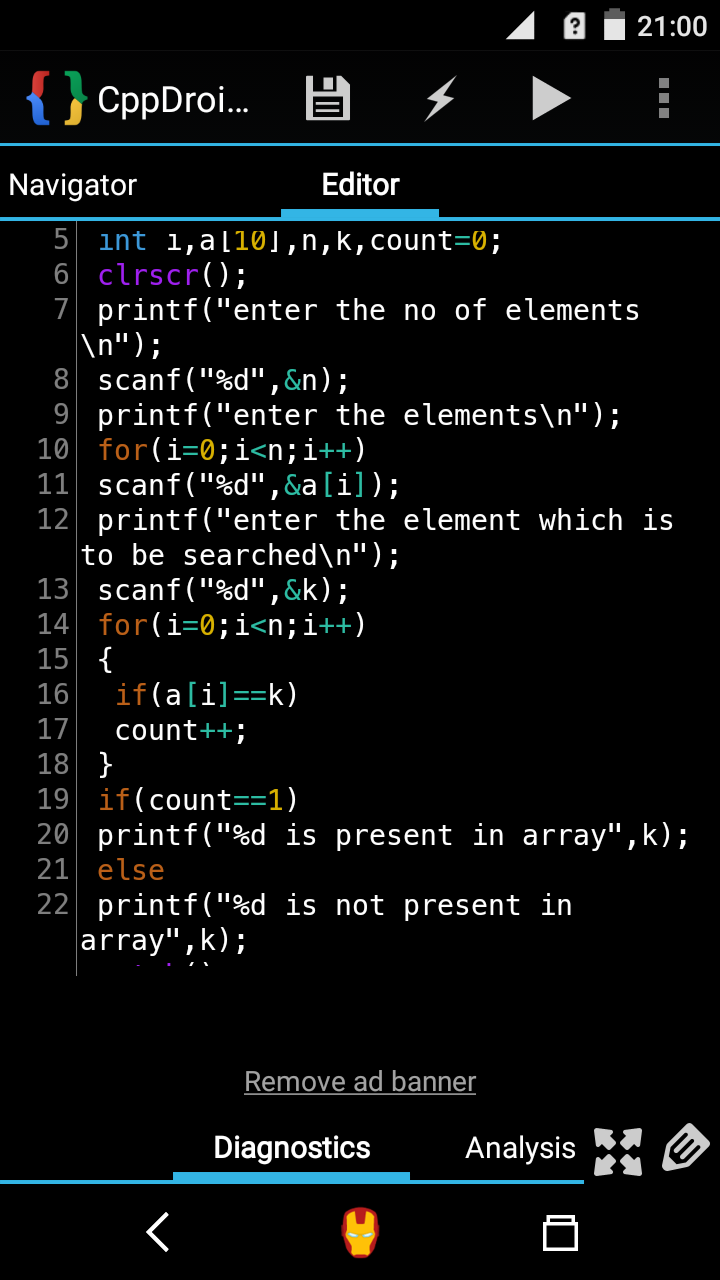 21:00
CppDroi...
Navigator
Editor
5 int i,a[10],n,k,count=0;
6 clrscr();
7 printf("enter the no of elements
\n");
8 scanf("%d",&n);
9 printf("enter the elements\n");
10 for(i=0;i<n;i++)
11 scanf("%d",&a[i]);
12 printf("enter the element which is
to be searched\n");
13 scanf("%d",&k);
14 for(i=0;i<n;i++)
15 {
16 if(a[i]==k)
17 count++;
18 }
19 if(count==1)
20 printf("%d is present in array",k);
21 else
22 printf("%d is not present in
array",k);
Remove ad banner
Diagnostics
Analysis